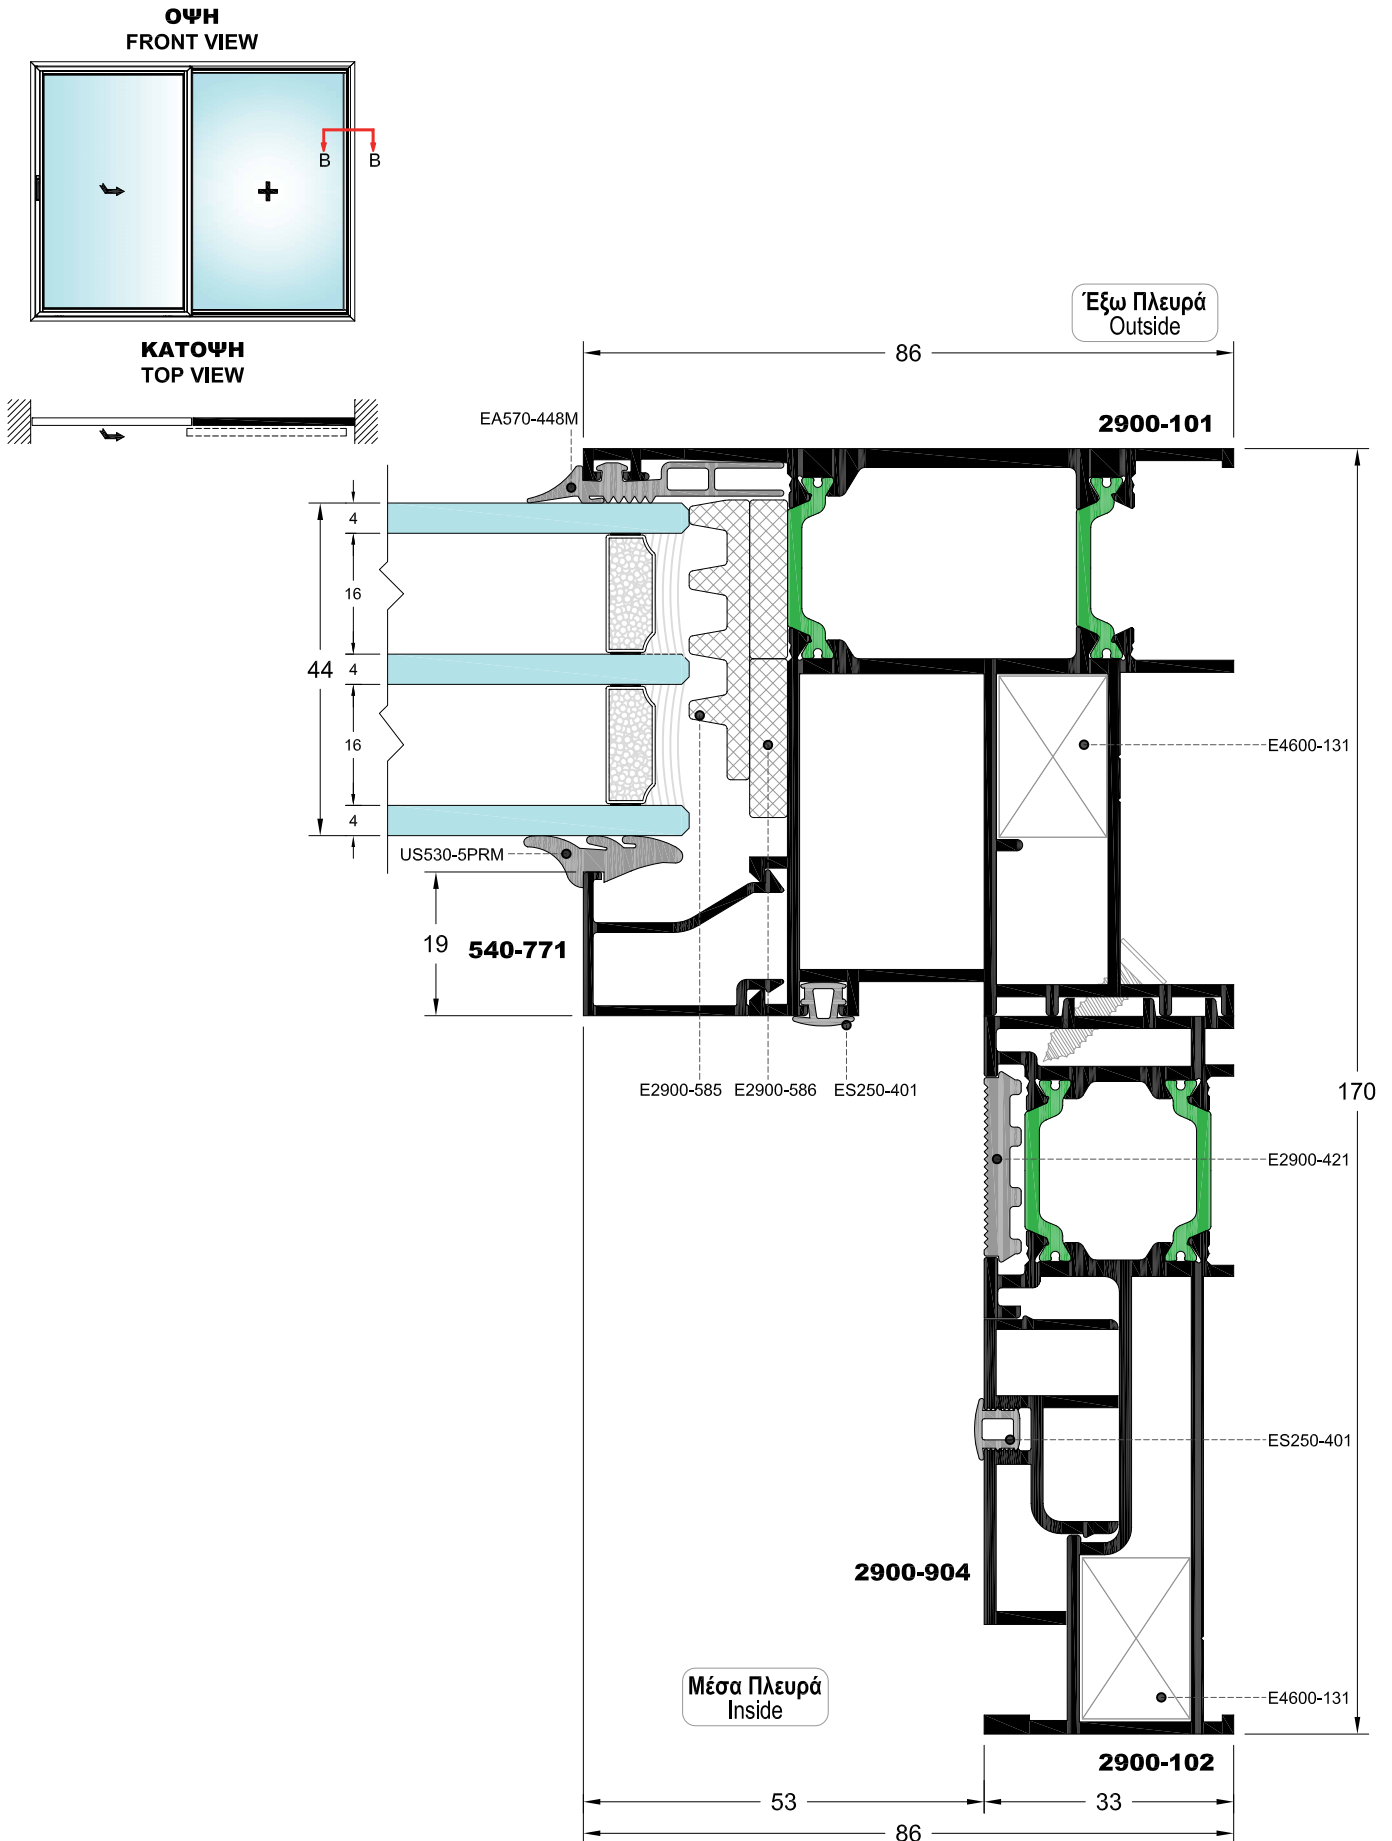 ΟΨΗ
FRONT VIEW
B
B
ΚΑΤΟΨΗ
TOP VIEW
Έξω Πλευρά
Outside
86
EA570-448M
2900-101
4
16
44
4
16
4
E4600-131
US530-5PRM
19
540-771
E2900-585
E2900-586
ES250-401
170
E2900-421
ES250-401
2900-904
Μέσα Πλευρά
Inside
E4600-131
2900-102
53
33
86